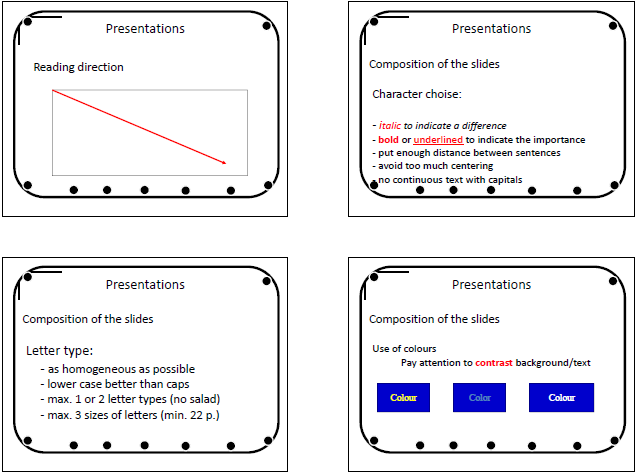 Presentations
Reading direction
Presentations
Composition of the slides
Character choise:
- italic to indicate a difference
- bold or underlined to indicate the importance
- put enough distance between sentences
- avoid too much centering
- no continuous text with capitals
Presentations
Composition of the slides
Letter type:
- as homogeneous as possible
- lower case better than caps
- max. 1 or 2 letter types (no salad)
- max. 3 sizes of letters (min. 22 p.)
Presentations
Composition of the slides
Use of colours
Pay attention to contrast background/text
Colour Color Colour